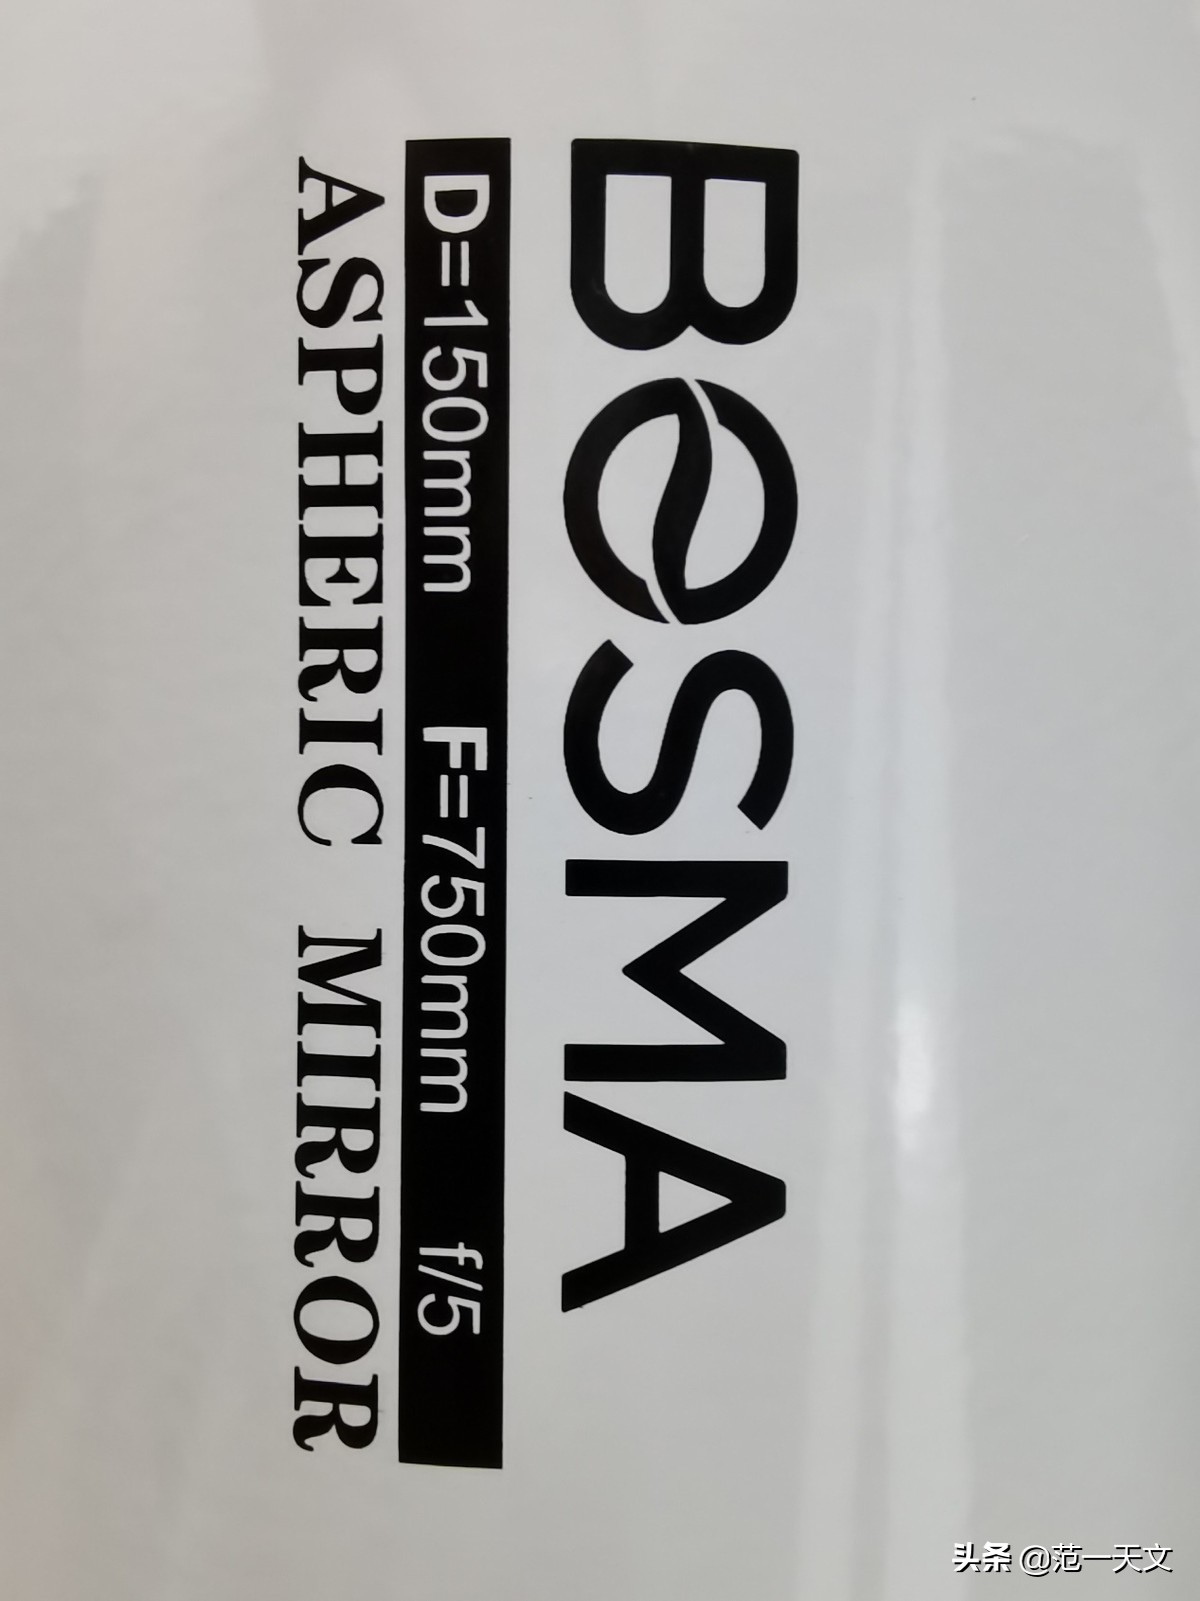 BOSMA
D=150mm F=750mm f/5
ASPHERIC MIRROR
头条 @范一天文